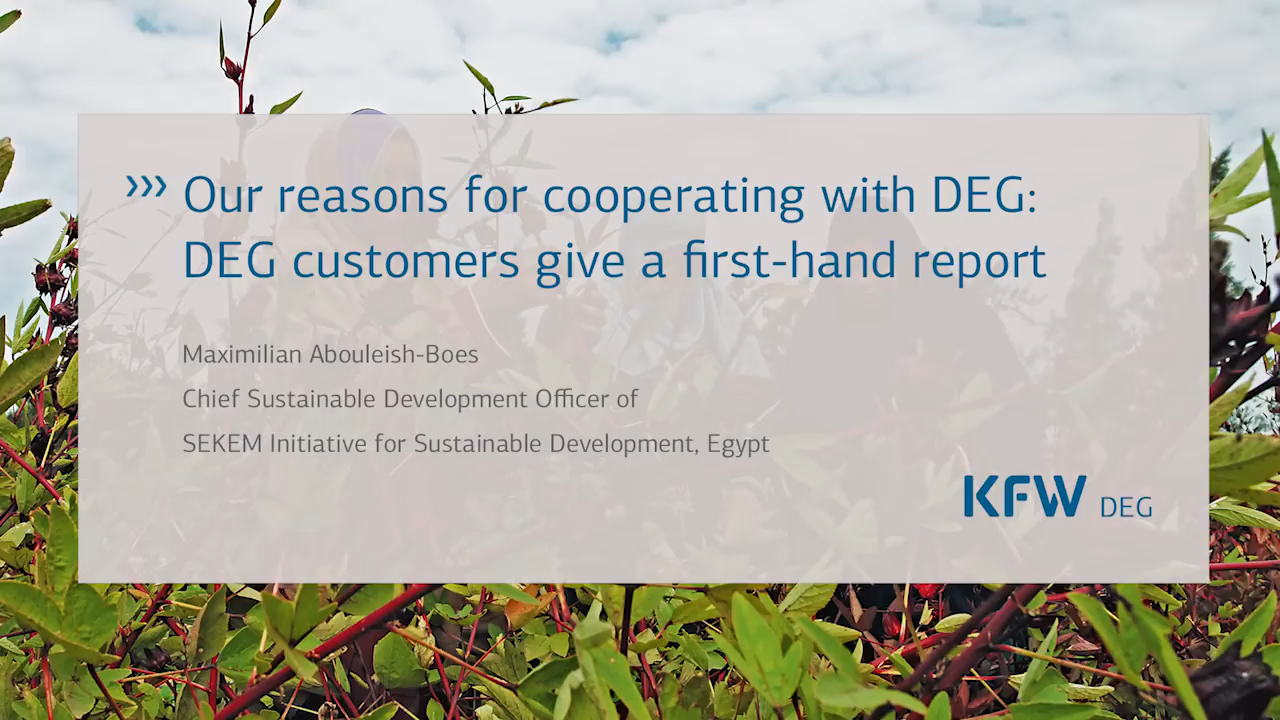 ››› Our reasons for cooperating with DEG:
DEG customers give a first-hand report
Maximilian Abouleish-Boes
Chief Sustainable Development Officer of
SEKEM Initiative for Sustainable Development, Egypt
KFW DEG